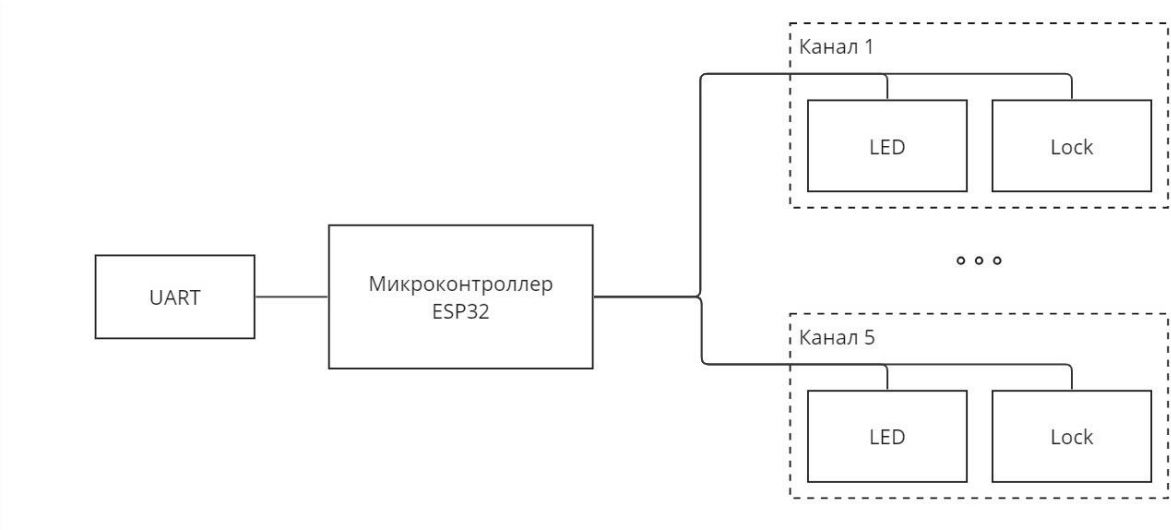 Канал 1
LED
Lock
UART
Микроконтроллер
ESP32
Канал 5
LED
Lock